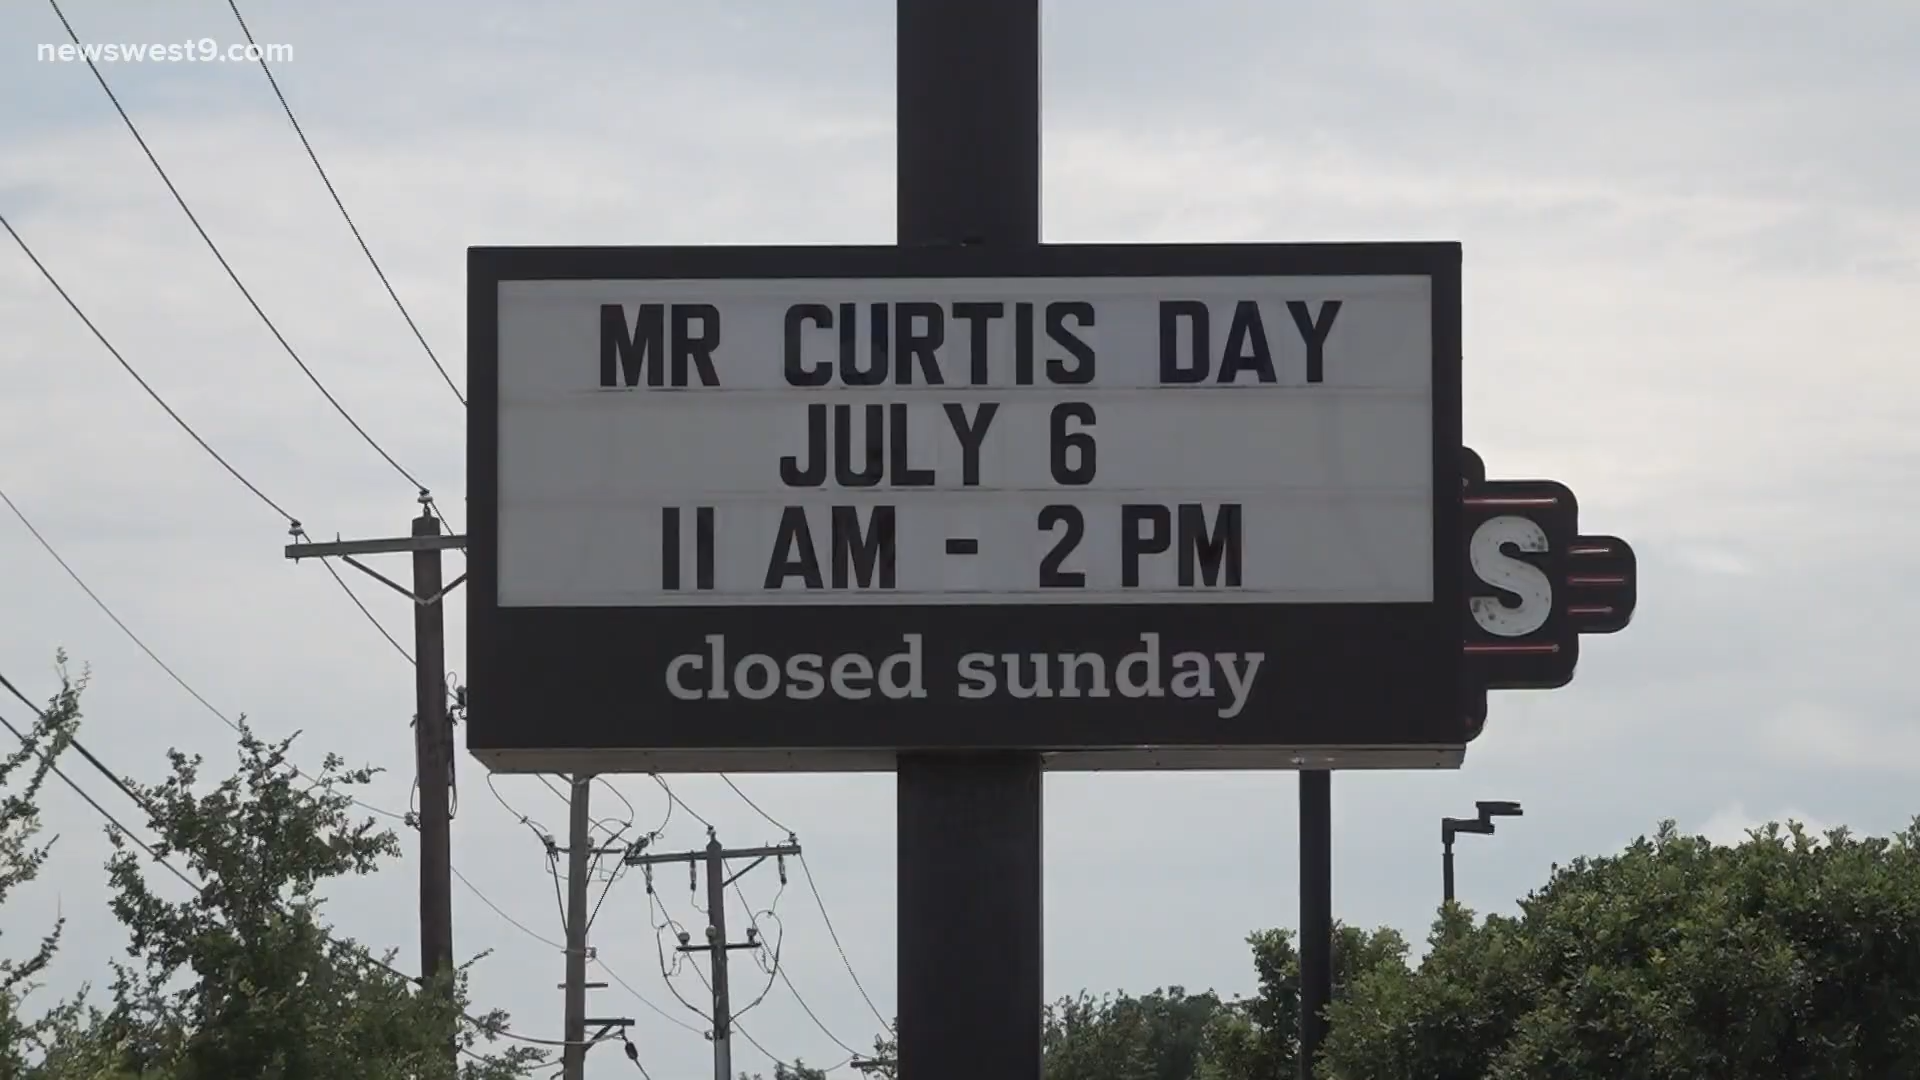 newswest9.com
MR CURTIS DAY
JULY 6
11 AM - 2 PM
closed sunday
S